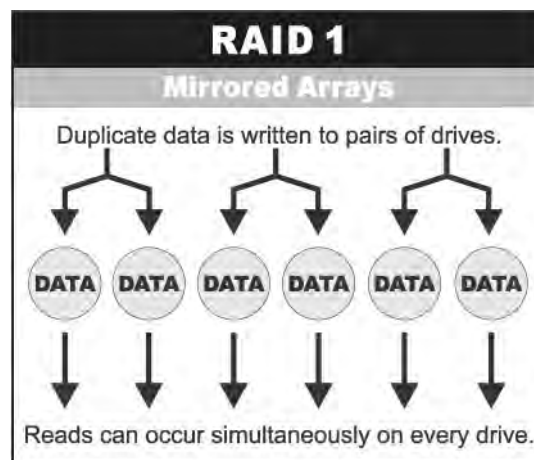 RAID 1
Mirrored Arrays
Duplicate data is written to pairs of drives.
DATA DATA DATA DATA DATA DATA
Reads can occur simultaneously on every drive.